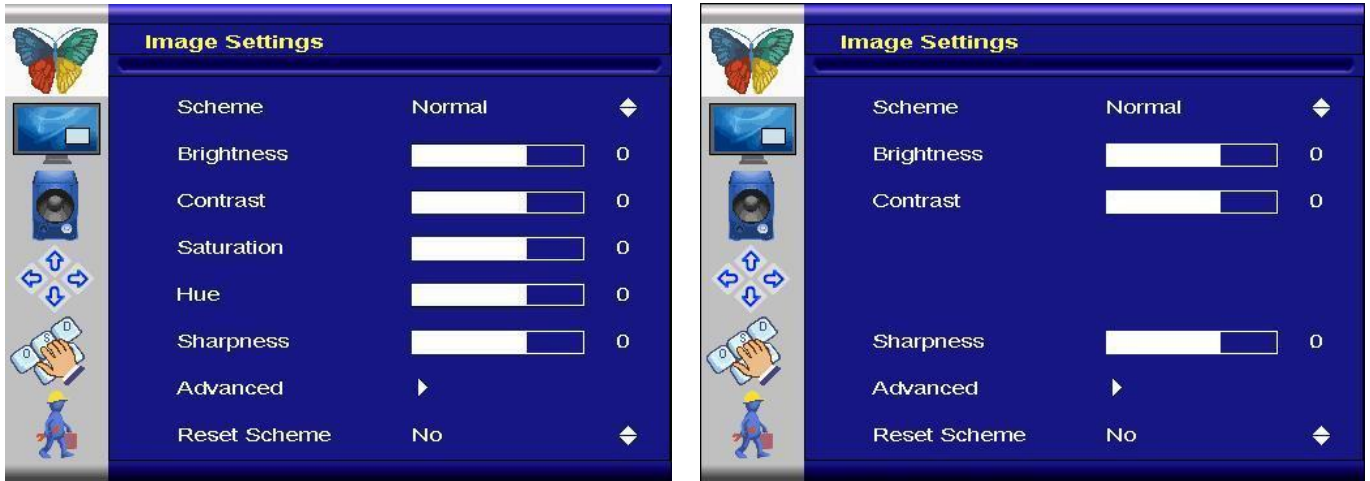 Image Settings
Scheme Normal
Brightness 0
Contrast 0
Saturation 0
Hue 0
Sharpness 0
Advanced
Reset Scheme No
Image Settings
Scheme Normal
Brightness 0
Contrast 0
Sharpness 0
Advanced
Reset Scheme No
O S D
O S D